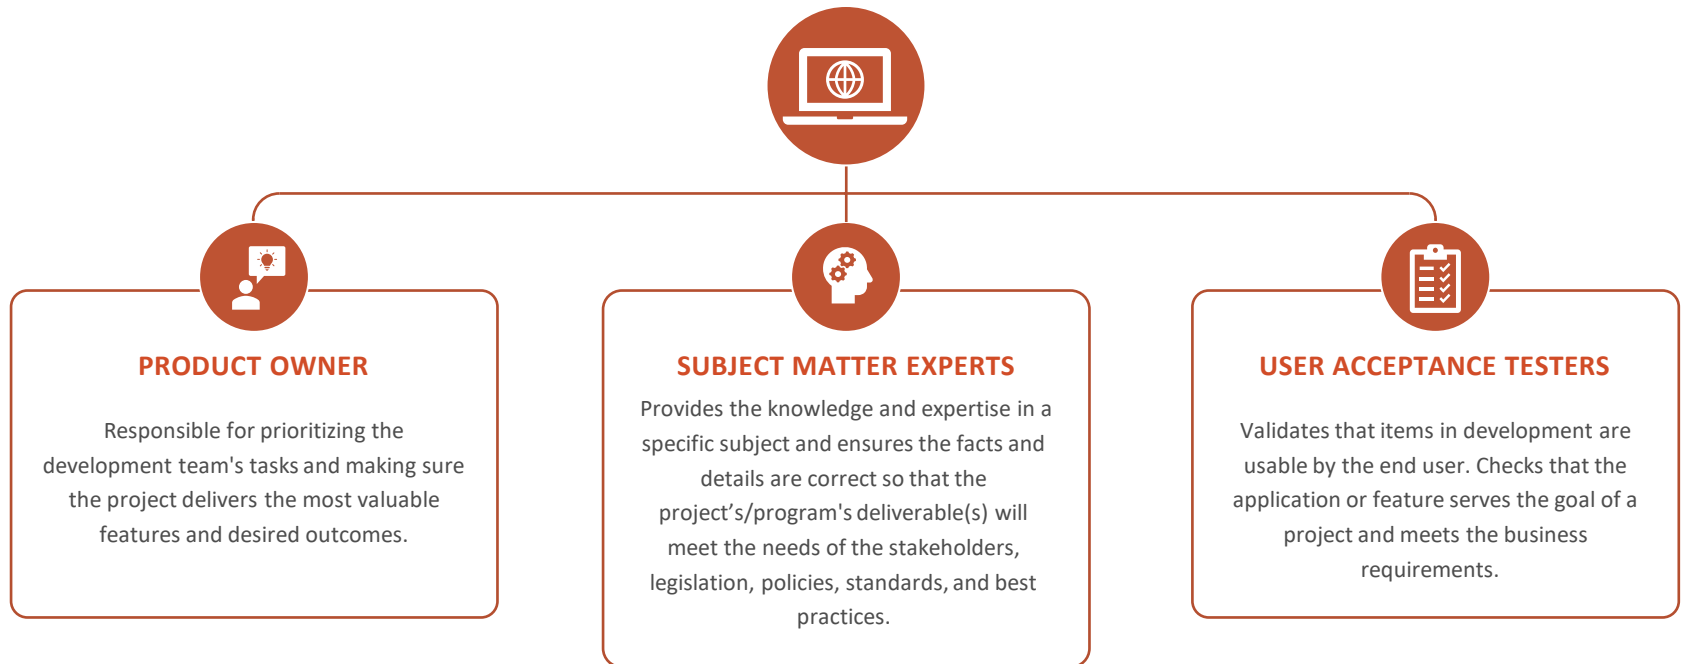 PRODUCT OWNER
Responsible for prioritizing the
development team's tasks and making sure
the project delivers the most valuable
features and desired outcomes.
SUBJECT MATTER EXPERTS
Provides the knowledge and expertise in a
specific subject and ensures the facts and
details are correct so that the
project’s/program's deliverable(s) will
meet the needs of the stakeholders,
legislation, policies, standards, and best
practices.
USER ACCEPTANCE TESTERS
Validates that items in development are
usable by the end user. Checks that the
application or feature serves the goal of a
project and meets the business
requirements.